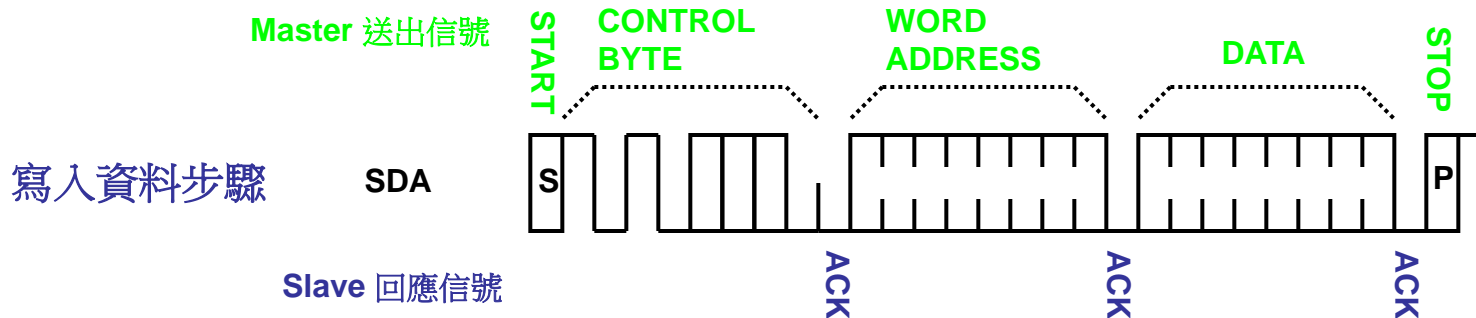 Master 送出信號
START
CONTROL
BYTE
WORD
ADDRESS
DATA
STOP
寫入資料步驟
SDA
S
P
Slave 回應信號
ACK
ACK
ACK